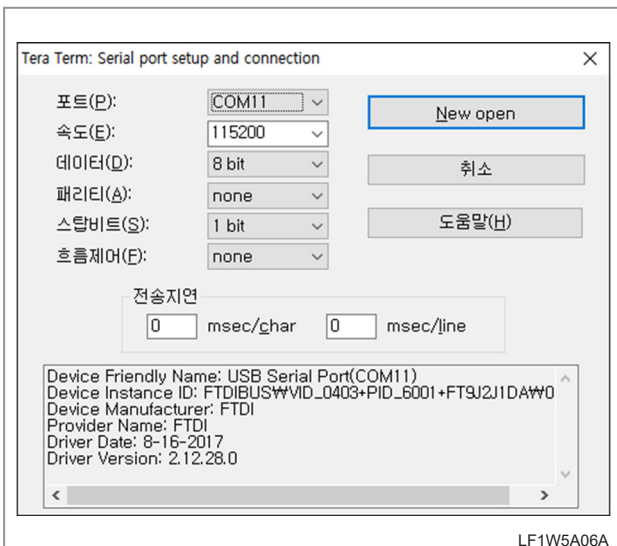 Tera Term: Serial port setup and connection
포트(P): COM11 New open
속도(E): 115200
데이터(D): 8 bit 취소
패리티(A): none
스탑비트(S): 1 bit 도움말(H)
흐름제어(F): none
전송지연
0 msec/char 0 msec/line
Device Friendly Name: USB Serial Port(COM11)
Device Instance ID: FTDIBUS₩VID_0403+PID_6001+FT9J2J1DA₩0
Device Manufacturer: FTDI
Provider Name: FTDI
Driver Date: 8-16-2017
Driver Version: 2.12.28.0
LF1W5A06A